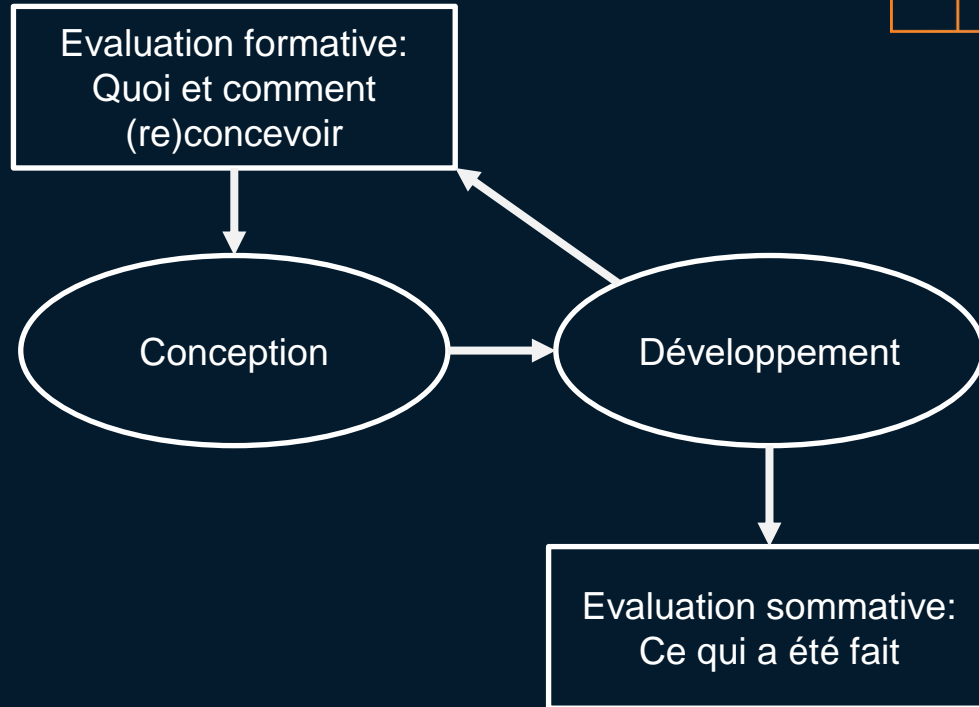 Evaluation formative:
Quoi et comment
(re)concevoir
Conception
Développement
Evaluation sommative:
Ce qui a été fait